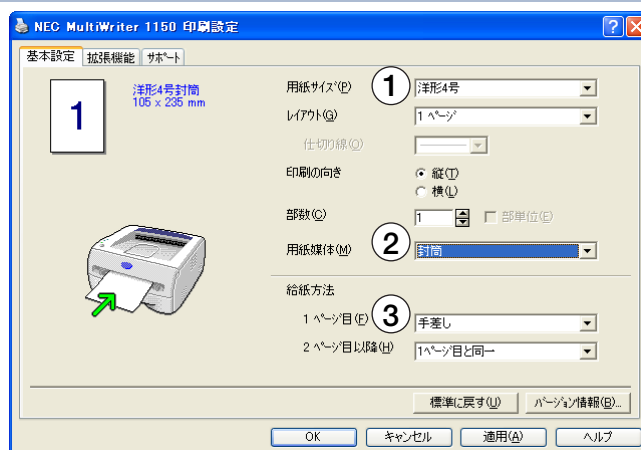 NEC MultiWriter 1150 印刷設定
基本設定 拡張機能 サポート
1
洋形4号封筒
105 x 235 mm
用紙サイズ(P) ① 洋形4号
レイアウト(G) 1 ページ
仕切り線(O)
印刷の向き 縦(T)
横(L)
部数(C) 1 部単位(E)
用紙媒体(M) ② 封筒
給紙方法
1 ページ目(F) ③ 手差し
2 ページ目以降(H) 1ページ目と同一
標準に戻す(U) バージョン情報(B)...
OK キャンセル 適用(A) ヘルプ